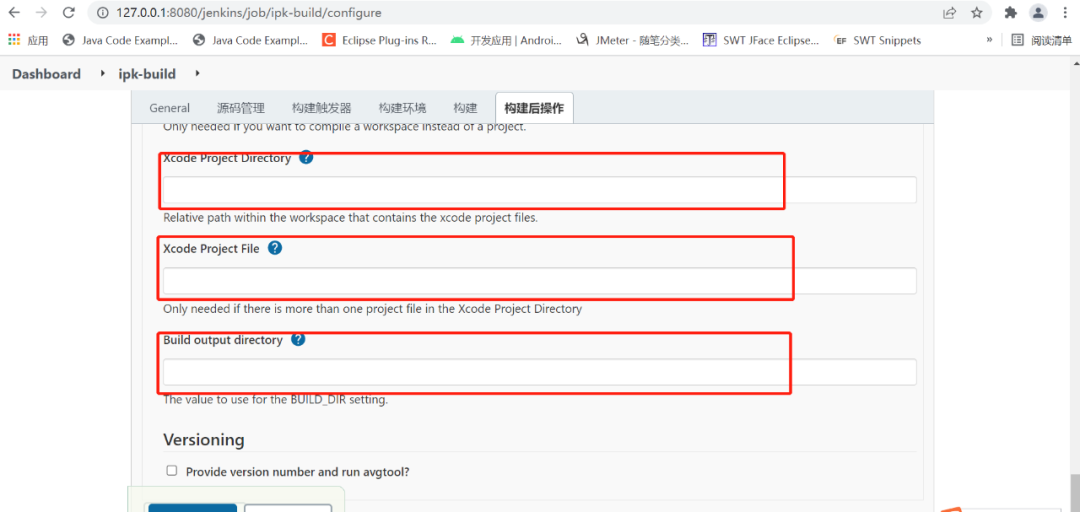 127.0.0.1:8080/jenkins/job/ipk-build/configure
应用 Java Code Exampl... Java Code Exampl... Eclipse Plug-ins R... 开发应用 | Androi... JMeter - 随笔分类... SWT JFace Eclipse... EF SWT Snippets » 阅读清单
Dashboard ipk-build
General 源码管理 构建触发器 构建环境 构建 构建后操作
Only needed if you want to compile a workspace instead of a project.
Xcode Project Directory ?
Relative path within the workspace that contains the xcode project files.
Xcode Project File ?
Only needed if there is more than one project file in the Xcode Project Directory
Build output directory ?
The value to use for the BUILD_DIR setting.
Versioning
Provide version number and run avgtool?